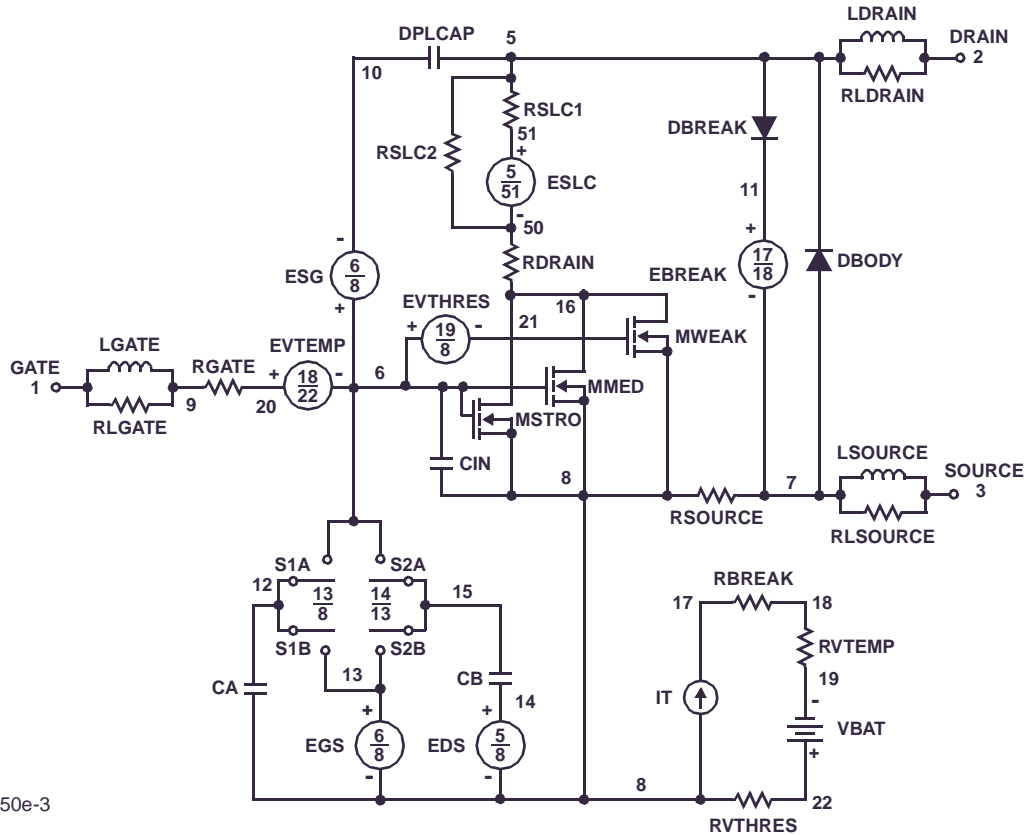 LDRAIN
DPLCAP
5
DRAIN
2
10
RLDRAIN
RSLC1
DBREAK
51
+
RSLC2
5
51
ESLC
11
-
50
-
+
17
18
RDRAIN
EBREAK
DBODY
ESG
6
8
+
-
16
EVTHRES
21
+
19
8
-
MWEAK
LGATE
EVTEMP
GATE
1
RGATE
+
18
22
-
6
MMED
9
20
RLGATE
MSTRO
CIN
LSOURCE
8
7
SOURCE
3
RSOURCE
RLSOURCE
S1A
S2A
12
13
8
14
13
15
RBREAK
17
18
S1B
S2B
RVTEMP
13
CB
19
CA
14
IT
-
+
+
VBAT
EGS
6
8
EDS
5
8
+
-
-
8
22
50e-3
RVTHRES